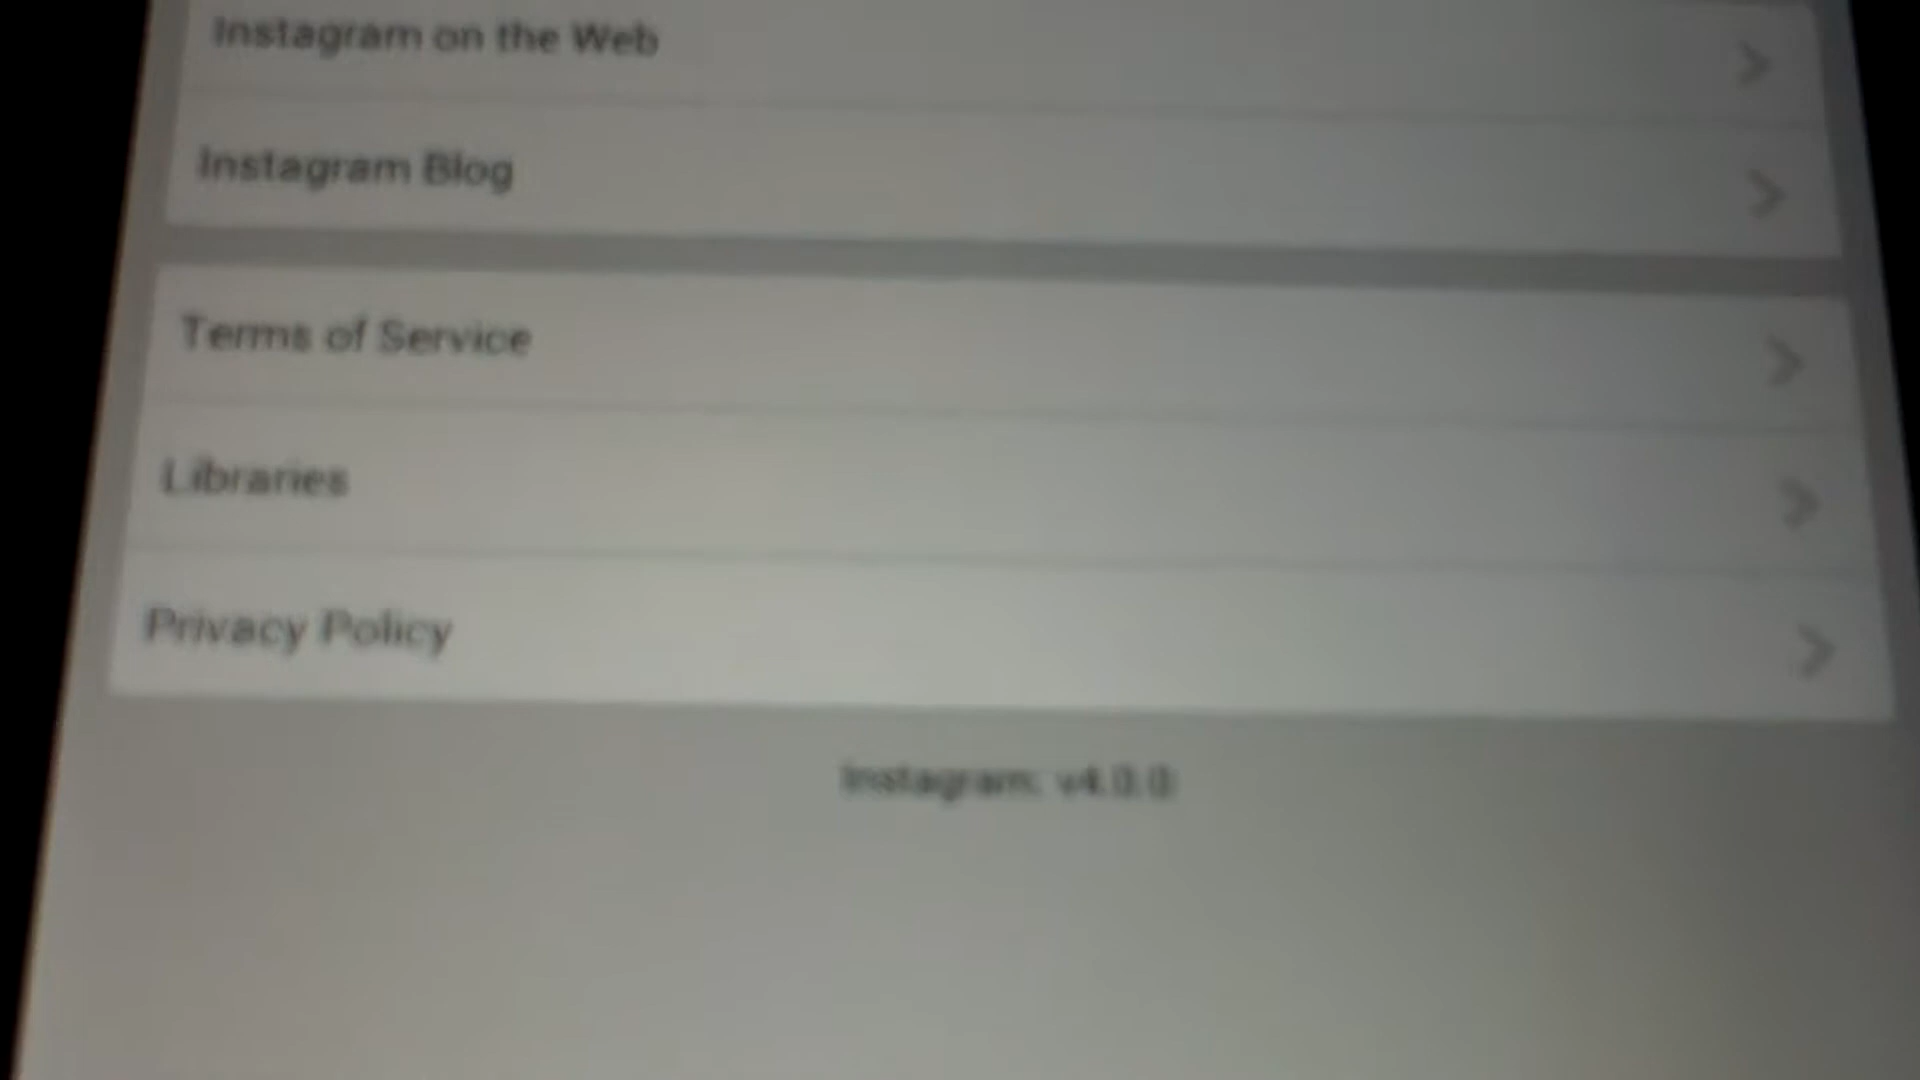 Instagram on the Web
Instagram Blog
Terms of Service
Libraries
Privacy Policy
Instagram: v4.0.0